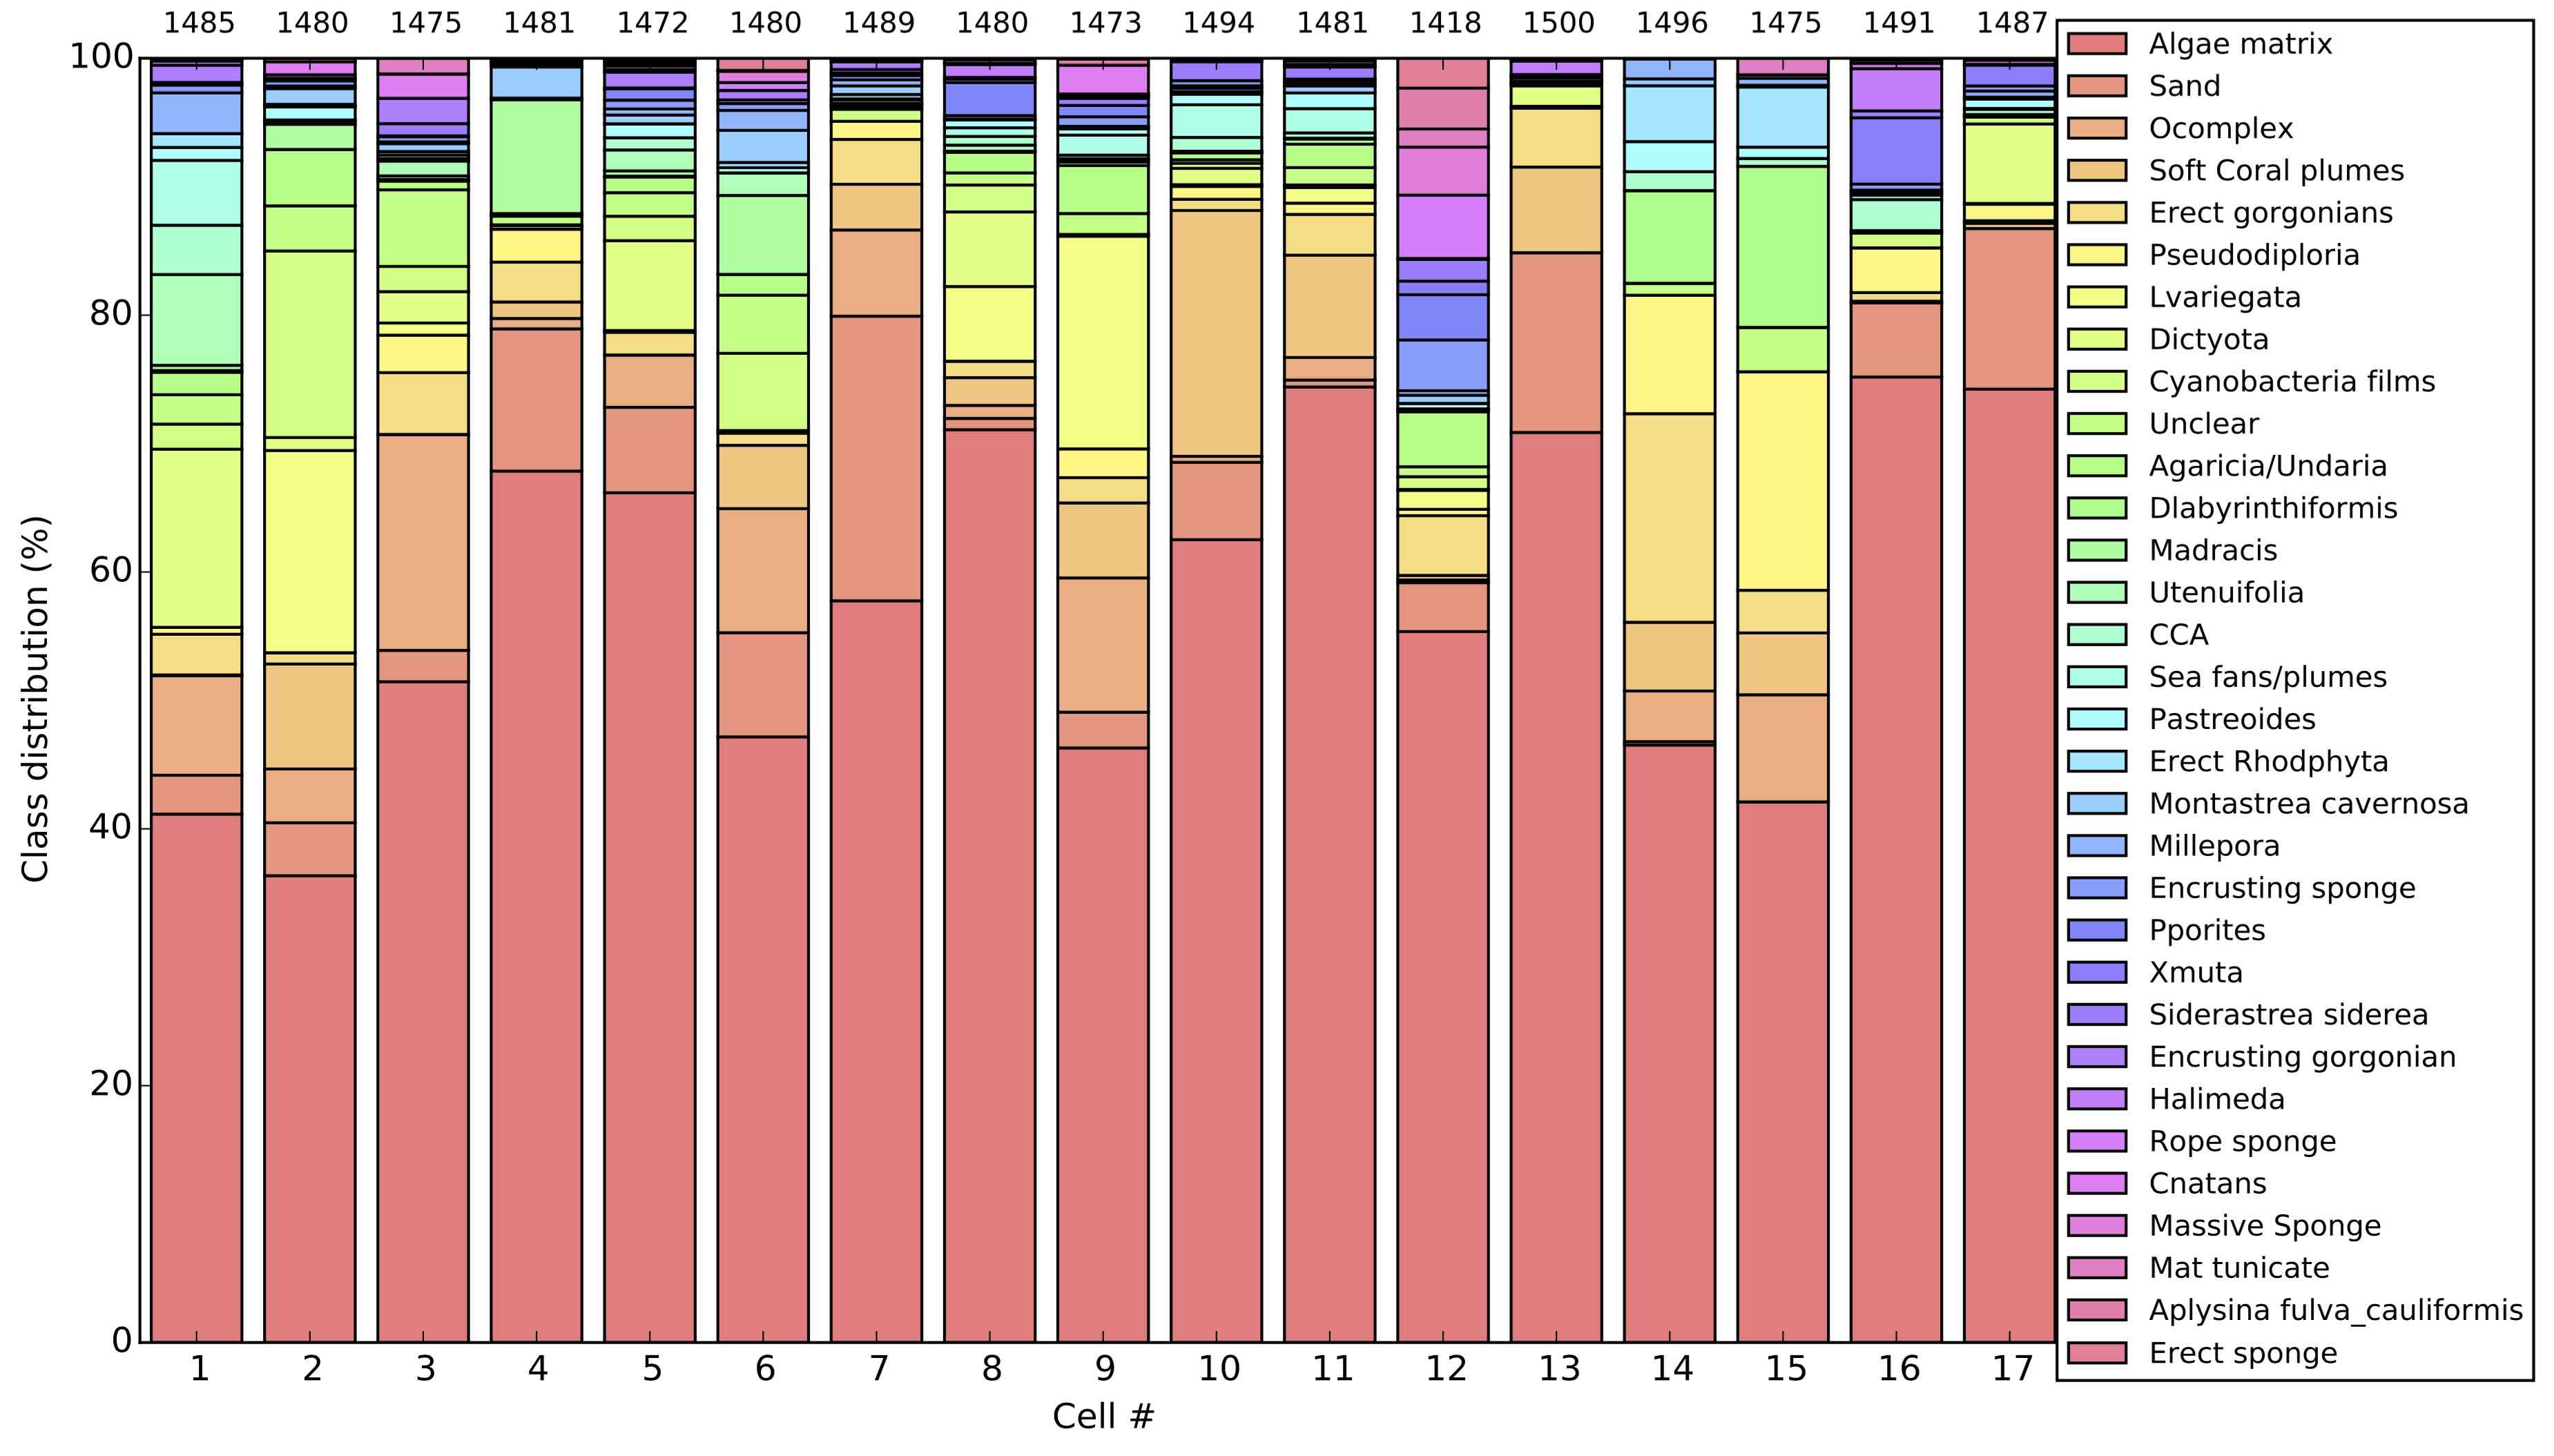 1485 1480 1475 1481 1472 1480 1489 1480 1473 1494 1481 1418 1500 1496 1475 1491 1487
100
80
60
40
20
0
Class distribution (%)
1 2 3 4 5 6 7 8 9 10 11 12 13 14 15 16 17
Cell #
Algae matrix
Sand
Ocomplex
Soft Coral plumes
Erect gorgonians
Pseudodiploria
Lvariegata
Dictyota
Cyanobacteria films
Unclear
Agaricia/Undaria
Dlabyrinthiformis
Madracis
Utenuifolia
CCA
Sea fans/plumes
Pastreoides
Erect Rhodphyta
Montastrea cavernosa
Millepora
Encrusting sponge
Pporites
Xmuta
Siderastrea siderea
Encrusting gorgonian
Halimeda
Rope sponge
Cnatans
Massive Sponge
Mat tunicate
Aplysina fulva_cauliformis
Erect sponge